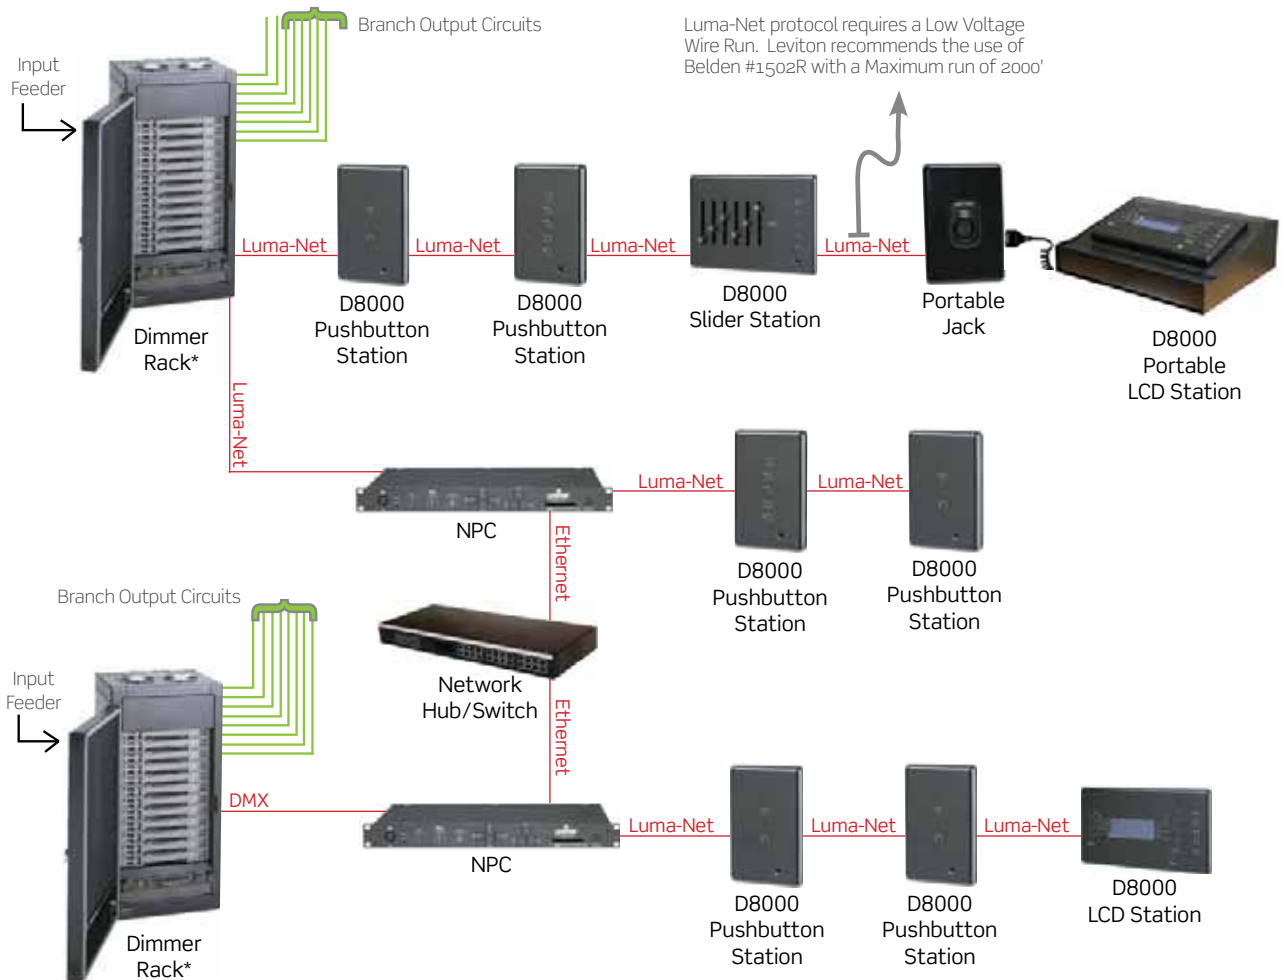 Branch Output Circuits
Luma-Net protocol requires a Low Voltage
Wire Run. Leviton recommends the use of
Belden #1502R with a Maximum run of 2000'
Input
Feeder
Luma-Net
Luma-Net
Luma-Net
Luma-Net
Dimmer
Rack*
D8000
Pushbutton
Station
D8000
Pushbutton
Station
D8000
Slider Station
Portable
Jack
D8000
Portable
LCD Station
Luma-Net
NPC
Luma-Net
Luma-Net
D8000
Pushbutton
Station
D8000
Pushbutton
Station
Ethernet
Network
Hub/Switch
Ethernet
Branch Output Circuits
Input
Feeder
Dimmer
Rack*
DMX
NPC
Luma-Net
Luma-Net
Luma-Net
D8000
Pushbutton
Station
D8000
Pushbutton
Station
D8000
LCD Station